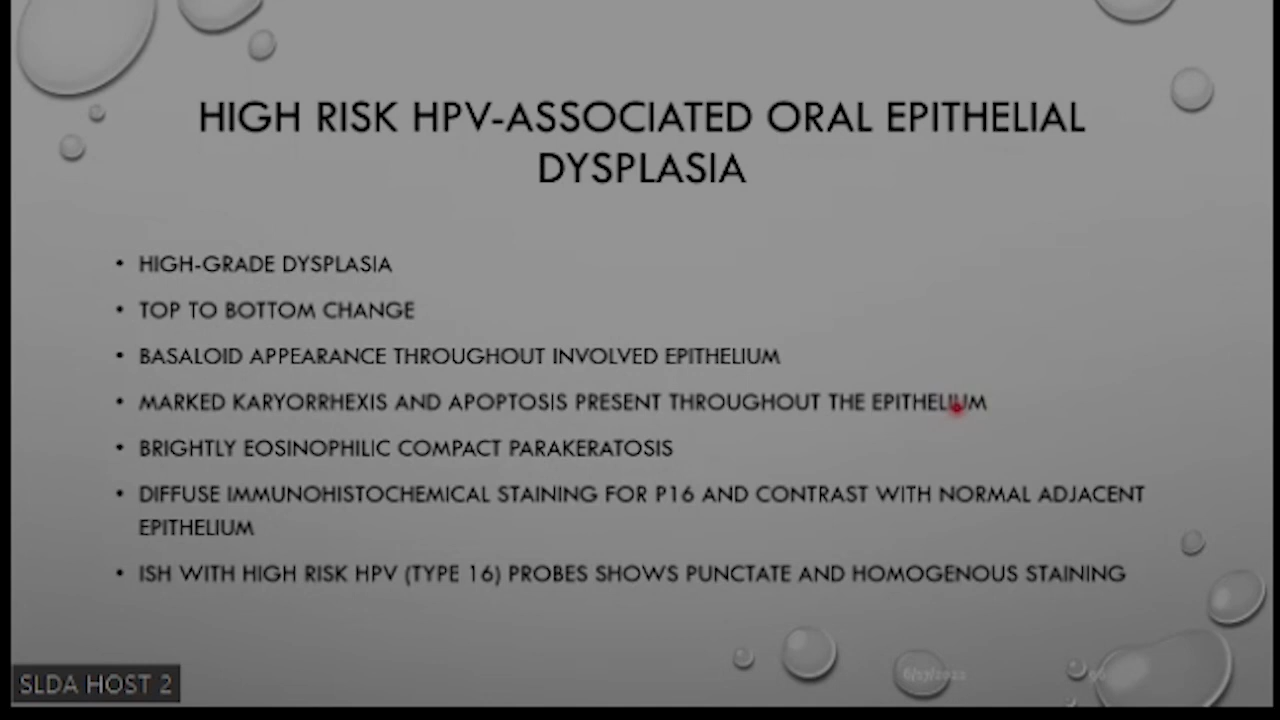 HIGH RISK HPV-ASSOCIATED ORAL EPITHELIAL
DYSPLASIA
• HIGH-GRADE DYSPLASIA
• TOP TO BOTTOM CHANGE
• BASALOID APPEARANCE THROUGHOUT INVOLVED EPITHELIUM
• MARKED KARYORRHEXIS AND APOPTOSIS PRESENT THROUGHOUT THE EPITHELIUM
• BRIGHTLY EOSINOPHILIC COMPACT PARAKERATOSIS
• DIFFUSE IMMUNOHISTOCHEMICAL STAINING FOR P16 AND CONTRAST WITH NORMAL ADJACENT
EPITHELIUM
• ISH WITH HIGH RISK HPV (TYPE 16) PROBES SHOWS PUNCTATE AND HOMOGENOUS STAINING
SLDA HOST 2